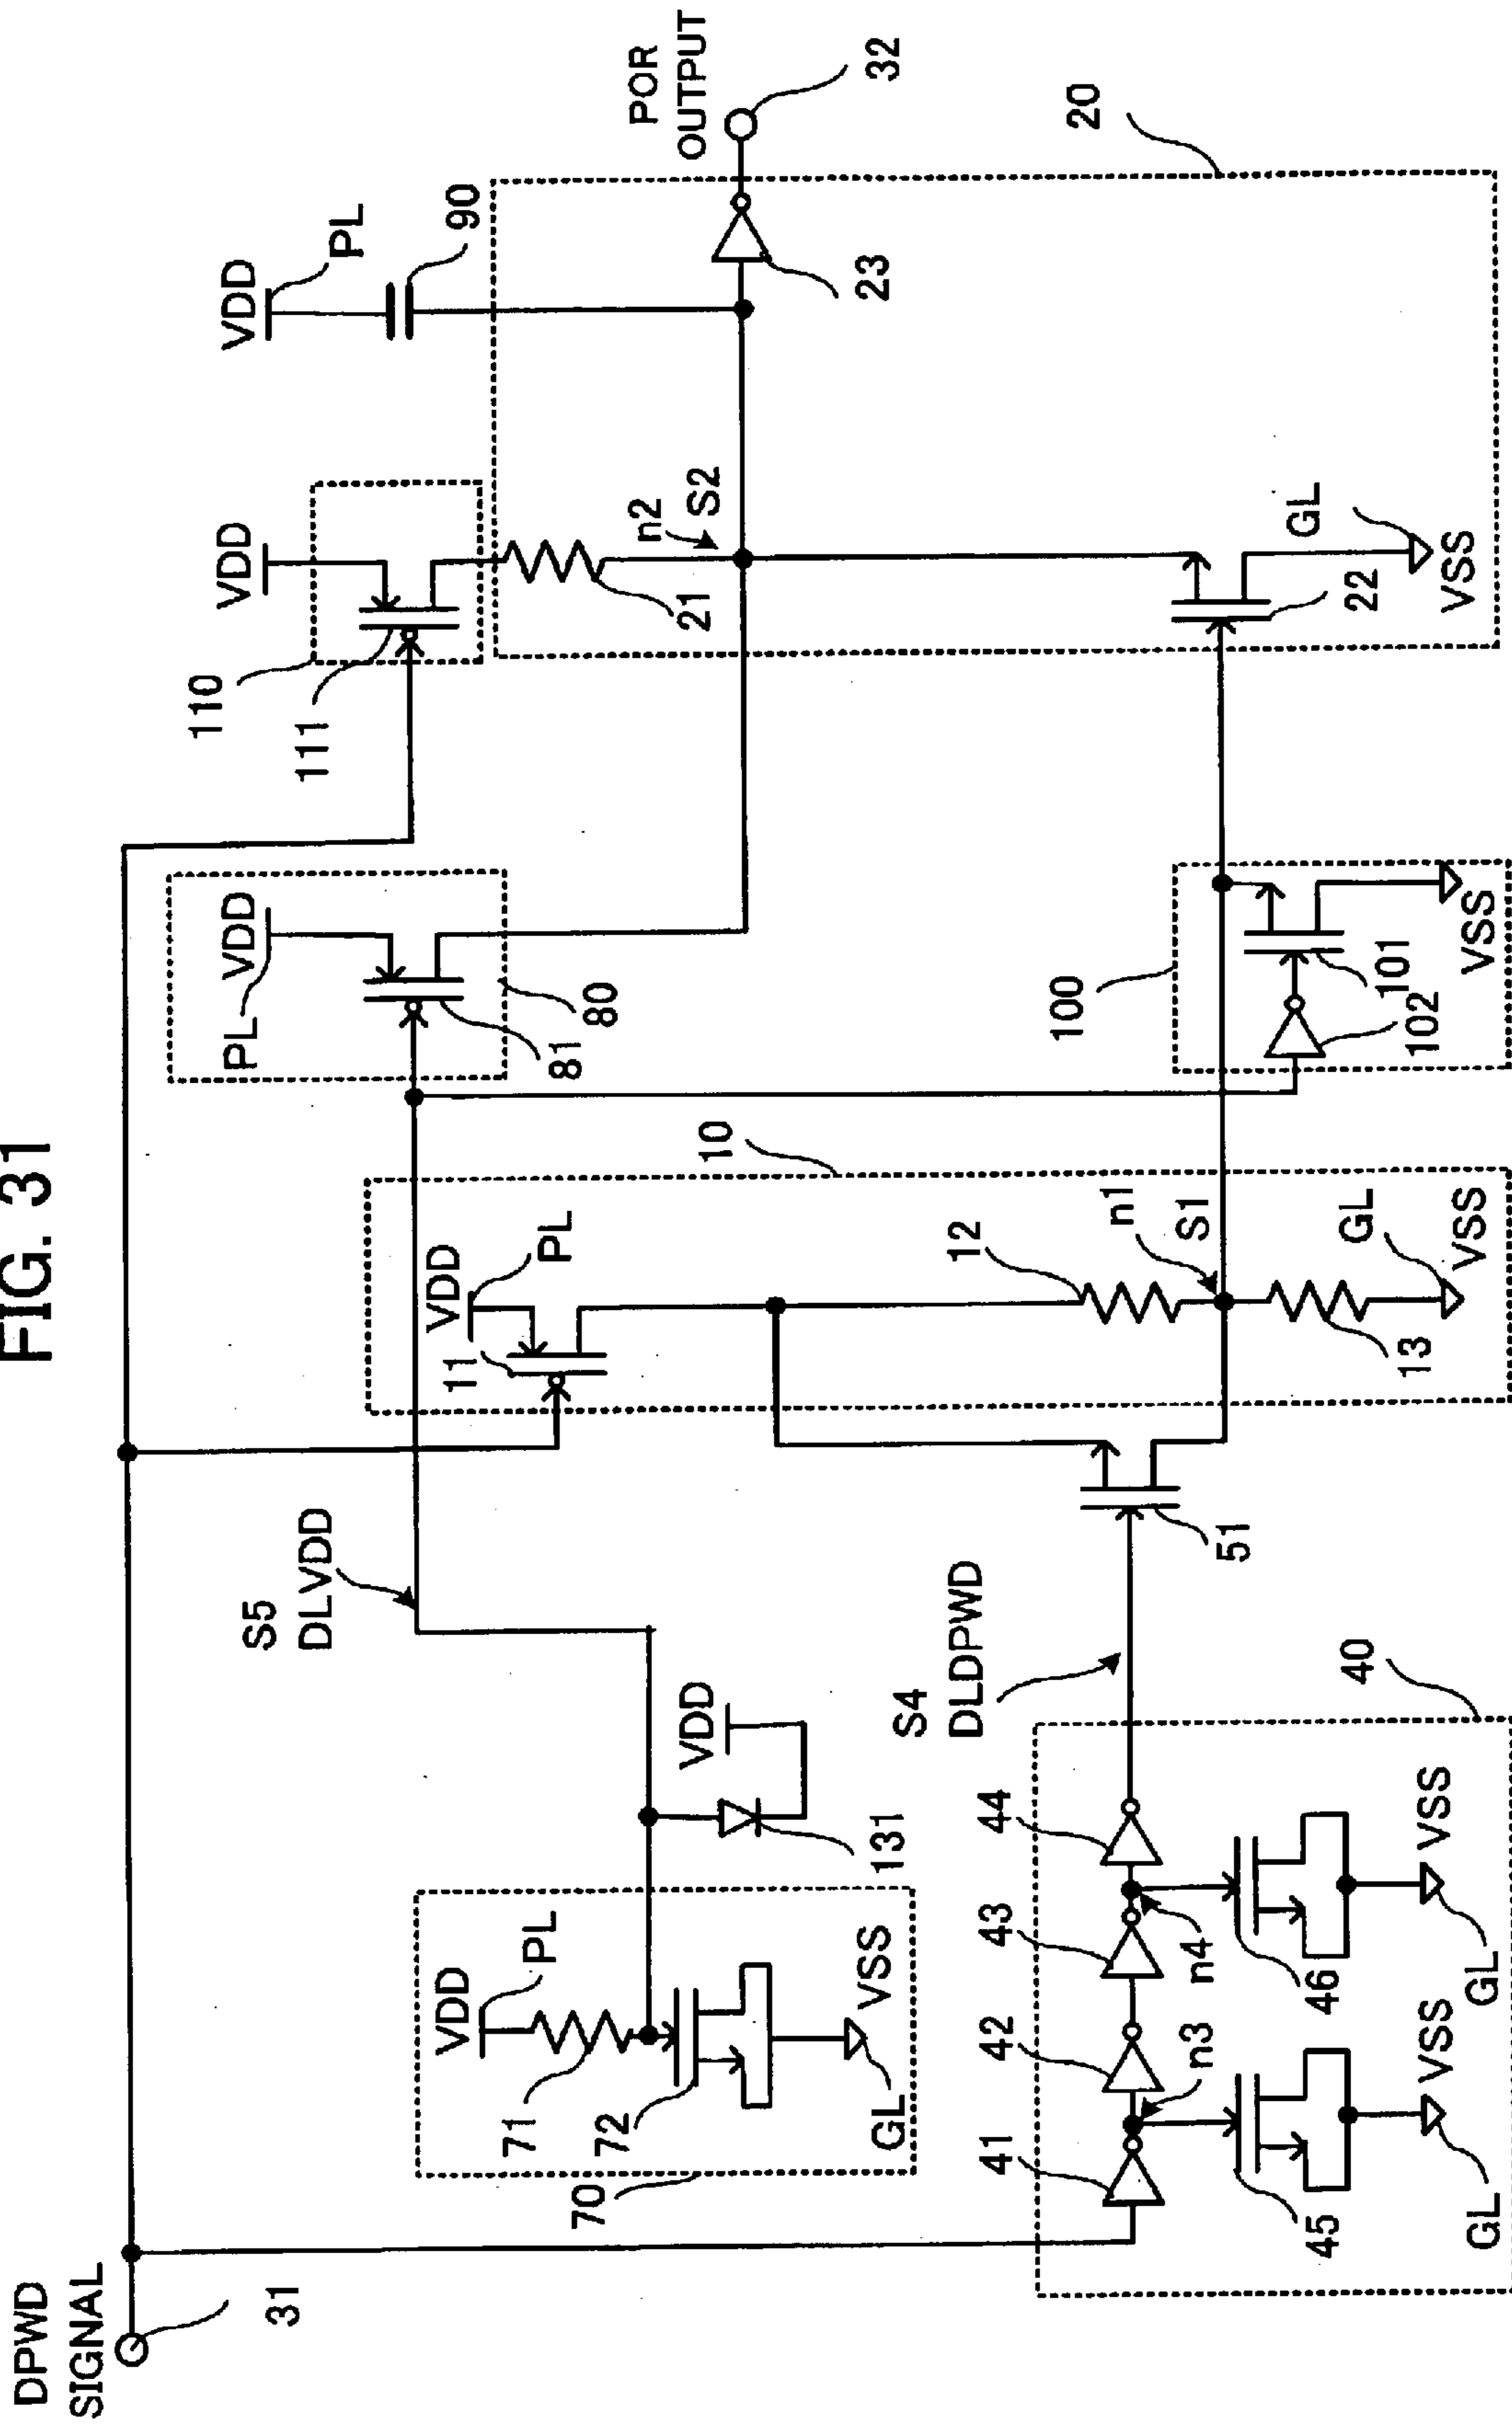 FIG. 31
DPWD
SIGNAL
31
S5
DLVDD
PL
VDD
81
80
110
111
VDD
VDD
PL
90
POR
OUTPUT
32
VDD
PL
71
72
GL
VSS
70
VDD
131
10
VDD
PL
11
12
n1
S1
13
GL
VSS
n2
S2
21
23
20
22
GL
VSS
100
101
102
VSS
S4
DLDPWD
51
40
41
42
43
44
n3
n4
45
46
GL
VSS
GL
VSS